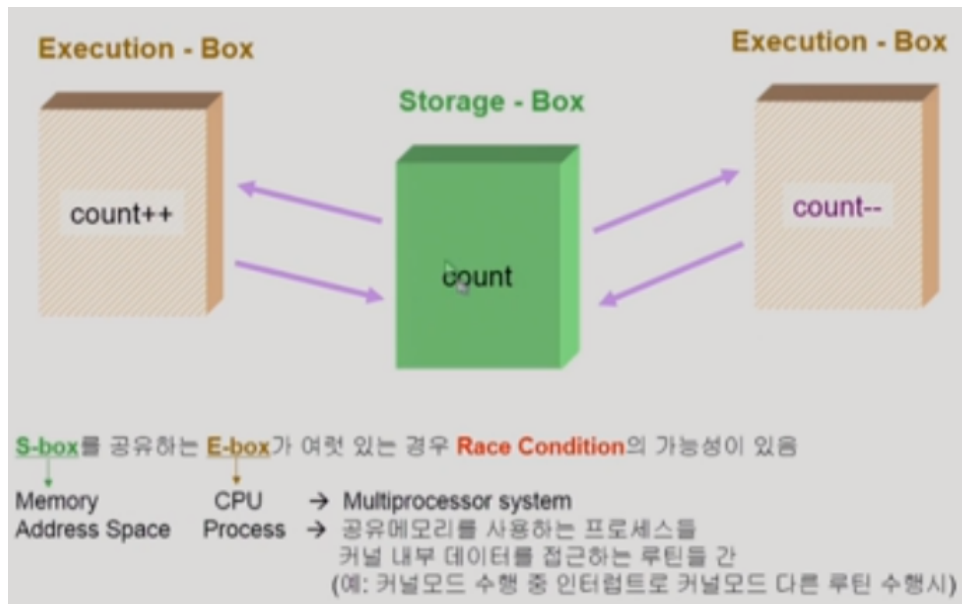 Execution - Box
Execution - Box
Storage - Box
count++
count--
count
S-box를 공유하는 E-box가 여럿 있는 경우 Race Condition의 가능성이 있음
Memory CPU → Multiprocessor system
Address Space Process → 공유메모리를 사용하는 프로세스들
커널 내부 데이터를 접근하는 루틴들 간
(예: 커널모드 수행 중 인터럽트로 커널모드 다른 루틴 수행시)